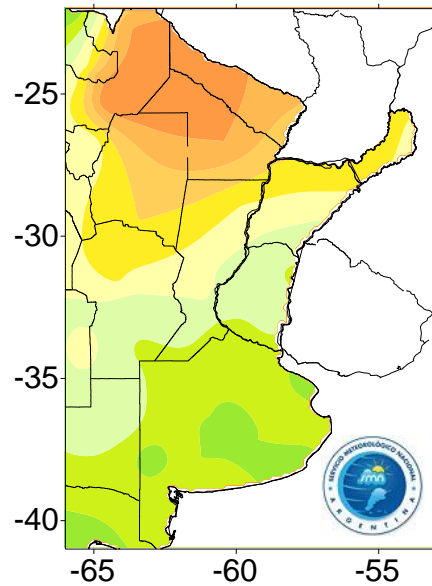 -25
-30
-35
-40
-65
-60
-55
SERVICIO METEOROLÓGICO NACIONAL
smn
ARGENTINA